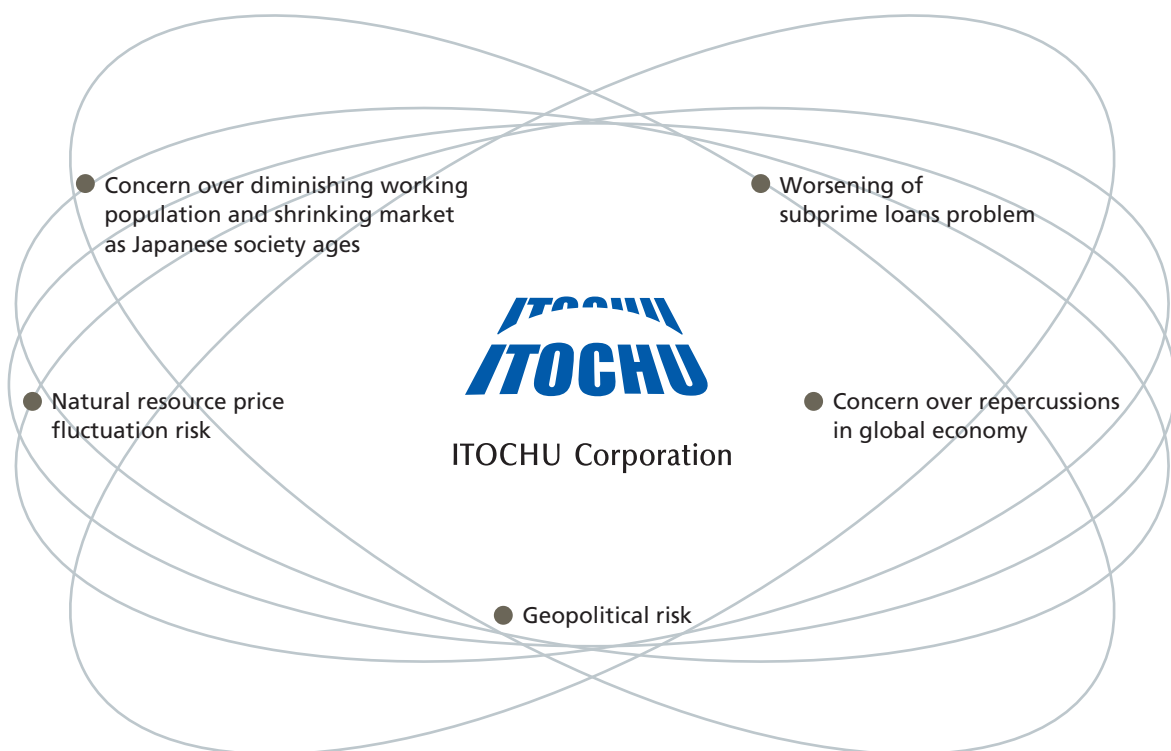 Concern over diminishing working
population and shrinking market
as Japanese society ages
Worsening of
subprime loans problem
ITOCHU
ITOCHU
Natural resource price
fluctuation risk
Concern over repercussions
in global economy
ITOCHU Corporation
Geopolitical risk